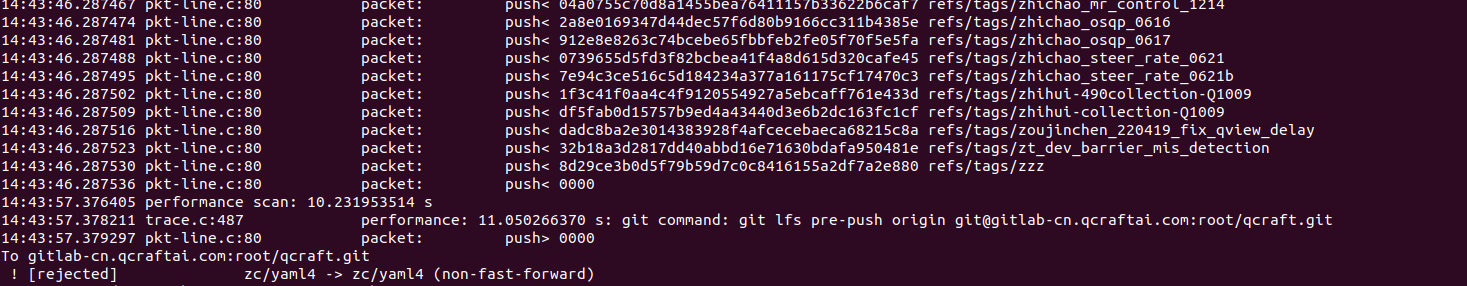 14:43:46.287467 pkt-line.c:80 packet: push< 04a0755c70d8a1455bea76411157b33622b6caf7 refs/tags/zhichao_mr_control_1214
14:43:46.287474 pkt-line.c:80 packet: push< 2a8e0169347d44dec57f6d80b9166cc311b4385e refs/tags/zhichao_osqp_0616
14:43:46.287481 pkt-line.c:80 packet: push< 912e8e8263c74bcebe65fbbfeb2fe05f70f5e5fa refs/tags/zhichao_osqp_0617
14:43:46.287488 pkt-line.c:80 packet: push< 0739655d5fd3f82bcbea41f4a8d615d320cafe45 refs/tags/zhichao_steer_rate_0621
14:43:46.287495 pkt-line.c:80 packet: push< 7e94c3ce516c5d184234a377a161175cf17470c3 refs/tags/zhichao_steer_rate_0621b
14:43:46.287502 pkt-line.c:80 packet: push< 1f3c41f0aa4c4f9120554927a5ebcaff761e433d refs/tags/zhihui-490collection-Q1009
14:43:46.287509 pkt-line.c:80 packet: push< df5fab0d15757b9ed4a43440d3e6b2dc163fc1cf refs/tags/zhihui-collection-Q1009
14:43:46.287516 pkt-line.c:80 packet: push< dadc8ba2e3014383928f4afcecebaeca68215c8a refs/tags/zoujinchen_220419_fix_qview_delay
14:43:46.287523 pkt-line.c:80 packet: push< 32b18a3d2817dd40abbd16e71630bdafa950481e refs/tags/zt_dev_barrier_mis_detection
14:43:46.287530 pkt-line.c:80 packet: push< 8d29ce3b0d5f79b59d7c0c8416155a2df7a2e880 refs/tags/zzz
14:43:46.287536 pkt-line.c:80 packet: push< 0000
14:43:57.376405 performance scan: 10.231953514 s
14:43:57.378211 trace.c:487 performance: 11.050266370 s: git command: git lfs pre-push origin git@gitlab-cn.qcraftai.com:root/qcraft.git
14:43:57.379297 pkt-line.c:80 packet: push> 0000
To gitlab-cn.qcraftai.com:root/qcraft.git
! [rejected] zc/yaml4 -> zc/yaml4 (non-fast-forward)